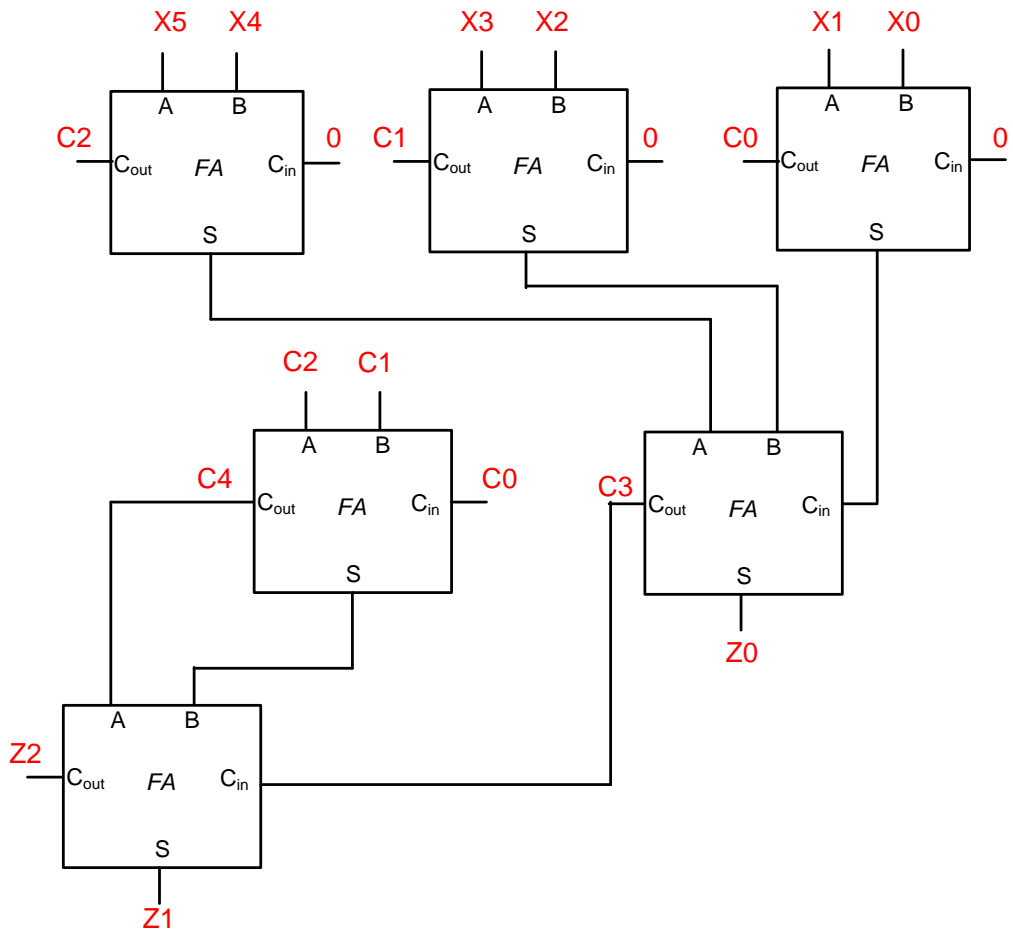 X5 X4 X3 X2 X1 X0
A B A B A B
C2 Cout FA Cin 0 C1 Cout FA Cin 0 C0 Cout FA Cin 0
S S S
C2 C1
A B A B
C4 Cout FA Cin C0 C3 Cout FA Cin
S S
Z0
A B
Z2 Cout FA Cin
S
Z1